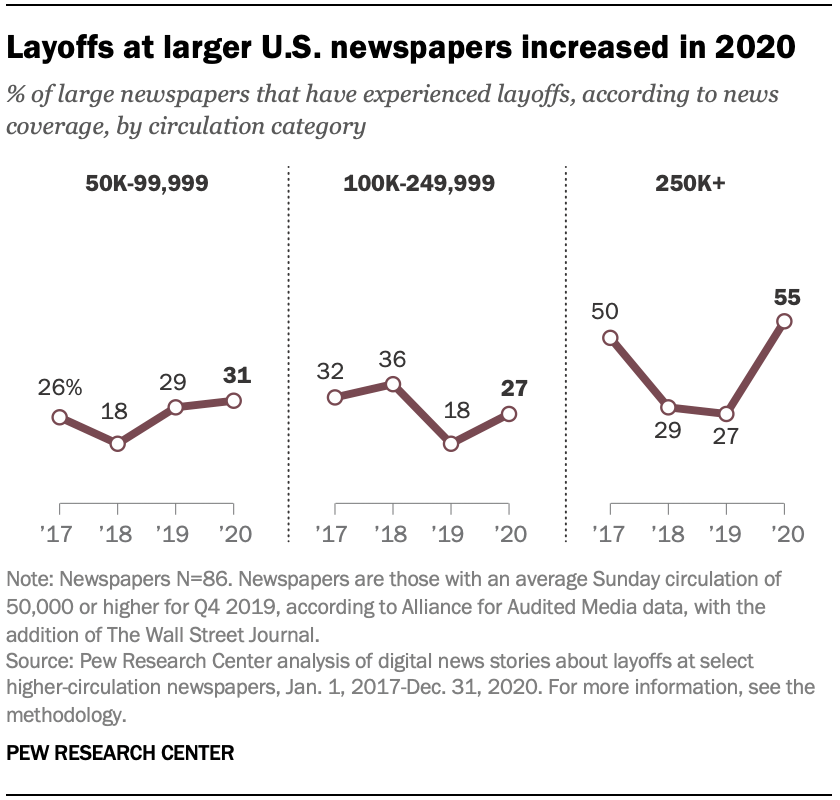 Layoffs at larger U.S. newspapers increased in 2020
% of large newspapers that have experienced layoffs, according to news
coverage, by circulation category
50K-99,999
26%
18
29
31
’17 ’18 ’19 ’20
100K-249,999
32
36
18
27
’17 ’18 ’19 ’20
250K+
50
29
27
55
’17 ’18 ’19 ’20
Note: Newspapers N=86. Newspapers are those with an average Sunday circulation of
50,000 or higher for Q4 2019, according to Alliance for Audited Media data, with the
addition of The Wall Street Journal.
Source: Pew Research Center analysis of digital news stories about layoffs at select
higher-circulation newspapers, Jan. 1, 2017-Dec. 31, 2020. For more information, see the
methodology.
PEW RESEARCH CENTER